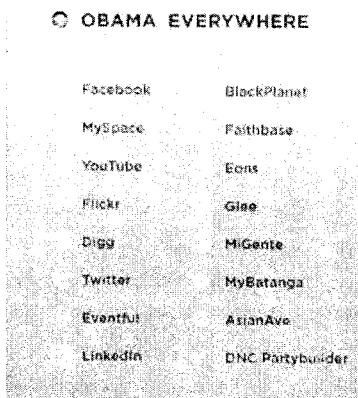 OBAMA EVERYWHERE
Facebook BlackPlanet
MySpace Faithbase
YouTube Eons
Flickr Glee
Digg MiGente
Twitter MyBatanga
Eventful AsianAve
LinkedIn DNC Partybuilder